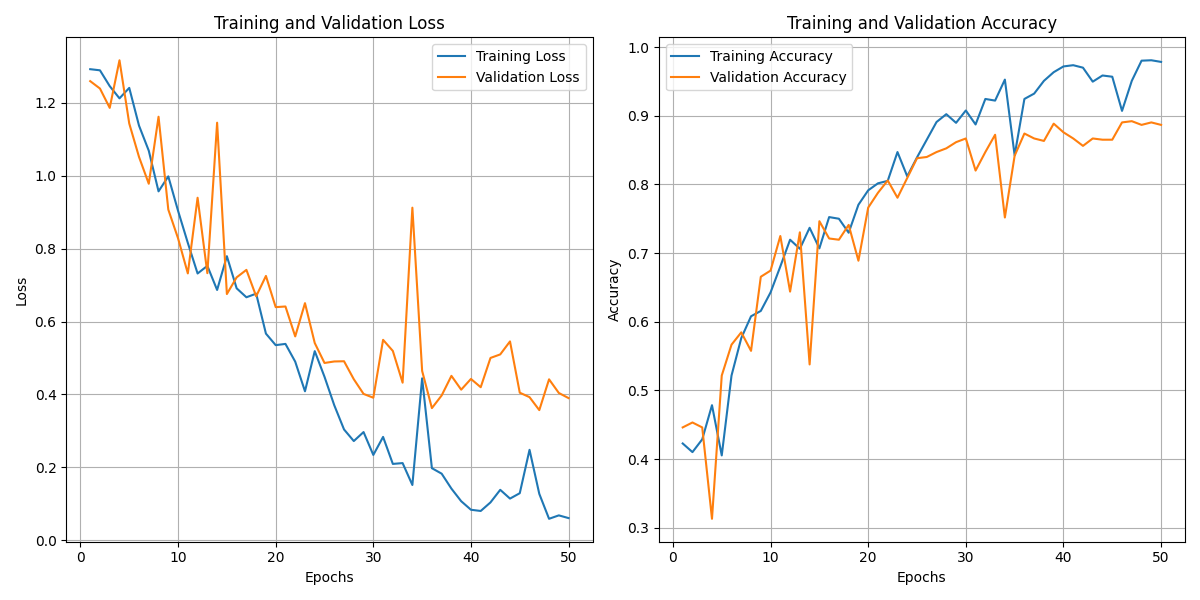 Training and Validation Loss
Training Loss
Validation Loss
1.2
1.0
0.8
0.6
0.4
0.2
0.0
Loss
0 10 20 30 40 50
Epochs
Training and Validation Accuracy
Training Accuracy
Validation Accuracy
1.0
0.9
0.8
0.7
0.6
0.5
0.4
0.3
Accuracy
0 10 20 30 40 50
Epochs